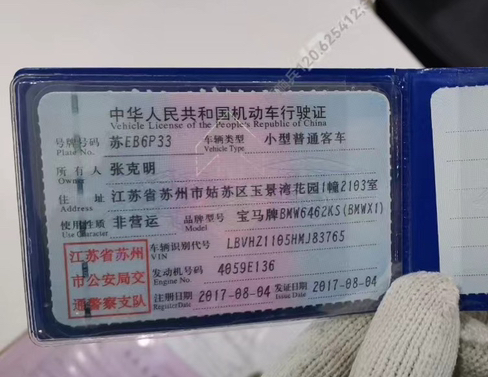 中华人民共和国机动车行驶证
Vehicle License of the People's Republic of China
号牌号码 苏EB6P33 车辆类型 小型普通客车
Plate No. Vehicle Type
所有人 张克明
Owner
住址 江苏省苏州市姑苏区玉景湾花园1幢2103室
Address
使用性质 非营运 品牌型号 宝马牌BMW6462KS(BMWX1)
Use Character Model
车辆识别代号 LBVHZ1105HMJ83765
VIN
发动机号码 4059E136
Engine No.
注册日期 2017-08-04 发证日期 2017-08-04
Register Date Issue Date
江苏省苏州
市公安局交
通警察支队